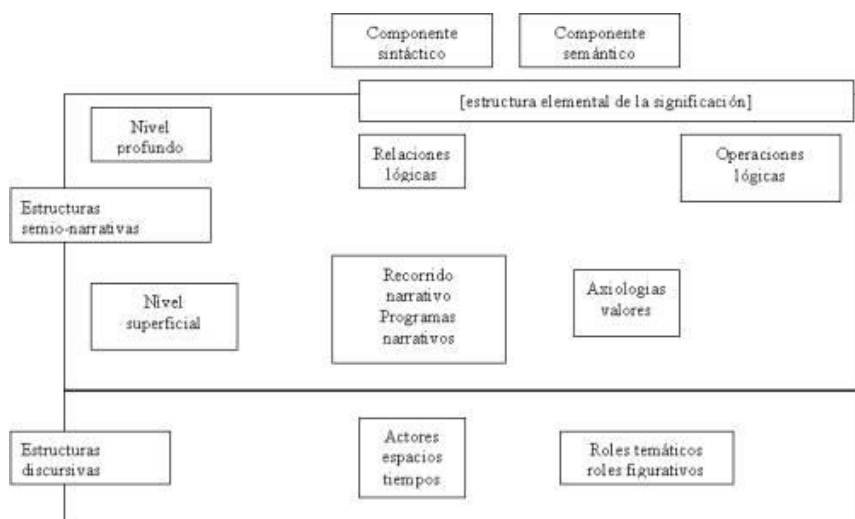 Componente
sintáctico
Componente
semántico
[estructura elemental de la significación]
Nivel
profundo
Relaciones
lógicas
Operaciones
lógicas
Estructuras
semio-narrativas
Nivel
superficial
Recorrido
narrativo
Programas
narrativos
Axiologias
valores
Estructuras
discursivas
Actores
espacios
tiempos
Roles temáticos
roles figurativos